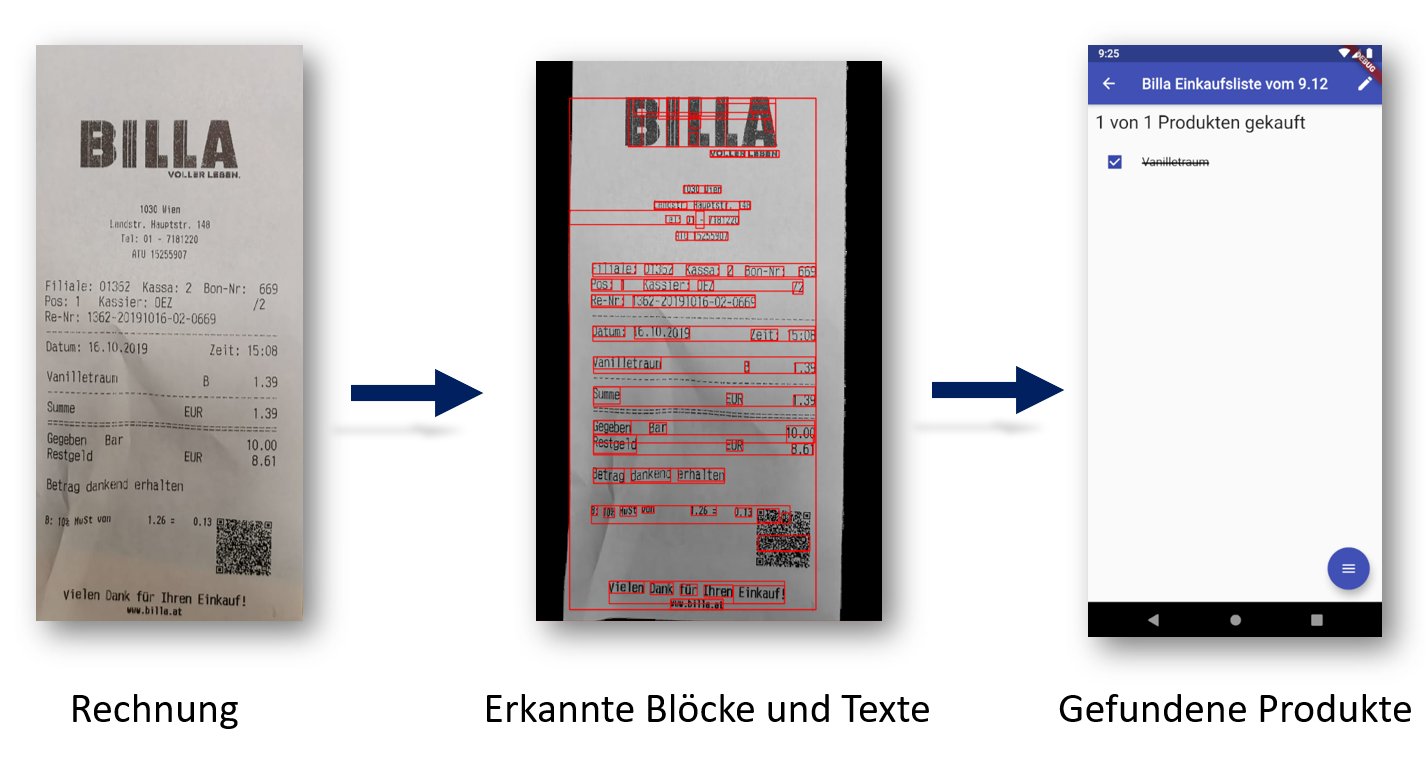 BILLA
VOLLER LEBEN.
1030 Wien
Landstr. Hauptstr. 148
Tel: 01 - 7181220
ATU 15255907
Filiale: 01362 Kassa: 2 Bon-Nr: 669
Pos: 1 Kassier: DEZ /2
Re-Nr: 1362-20191016-02-0669
Datum: 16.10.2019 Zeit: 15:08
Vanilletraum B 1.39
Summe EUR 1.39
Gegeben Bar 10.00
Restgeld EUR 8.61
Betrag dankend erhalten
B: 10% MwSt von 1.26 = 0.13
Vielen Dank für Ihren Einkauf!
www.billa.at
Rechnung
BILLA
VOLLER LEBEN
1030 Wien
Landstr. Hauptstr. 148
Tel: 01 - 7181220
ATU 15255907
Filiale: 01362 Kassa: 2 Bon-Nr: 669
Pos: 1 Kassier: DEZ /2
Re-Nr: 1362-20191016-02-0669
Datum: 16.10.2019 Zeit: 15:08
Vanilletraum B 1.39
Summe EUR 1.39
Gegeben Bar 10.00
Restgeld EUR 8.61
Betrag dankend erhalten
B: 10% MwSt von 1.26 = 0.13
Vielen Dank für Ihren Einkauf!
www.billa.at
Erkannte Blöcke und Texte
9:25
DEBUG
Billa Einkaufsliste vom 9.12
1 von 1 Produkten gekauft
Vanilletraum
Gefundene Produkte